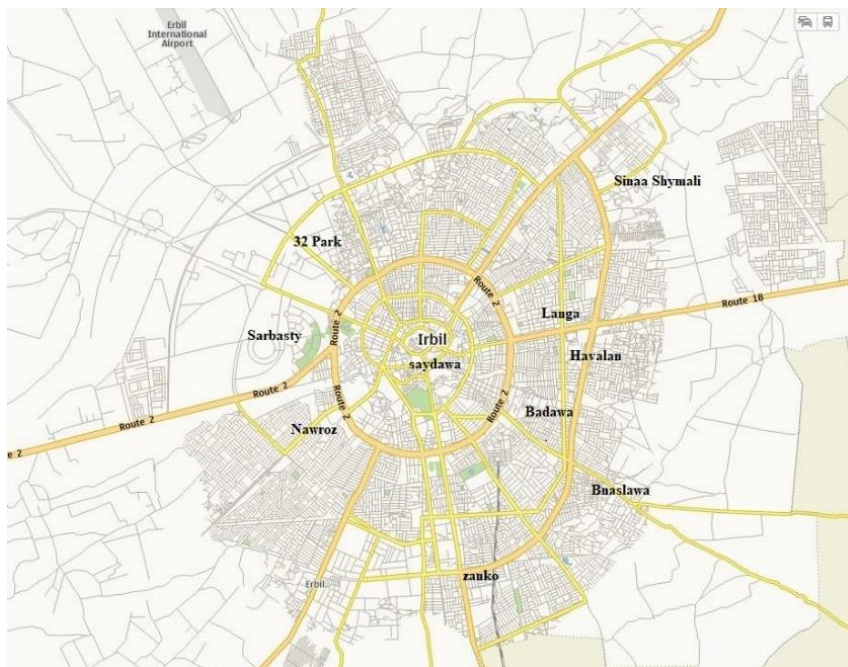 Erbil
International
Airport
Sinaa Shymali
32 Park
Route 2
Route 1B
Langa
Route 2
Sarbasty
Irbil
Havalan
saydawa
Route 2
Route 2
Route 2
Route 2
Badawa
Nawroz
Bnaslawa
zanko
Erbil